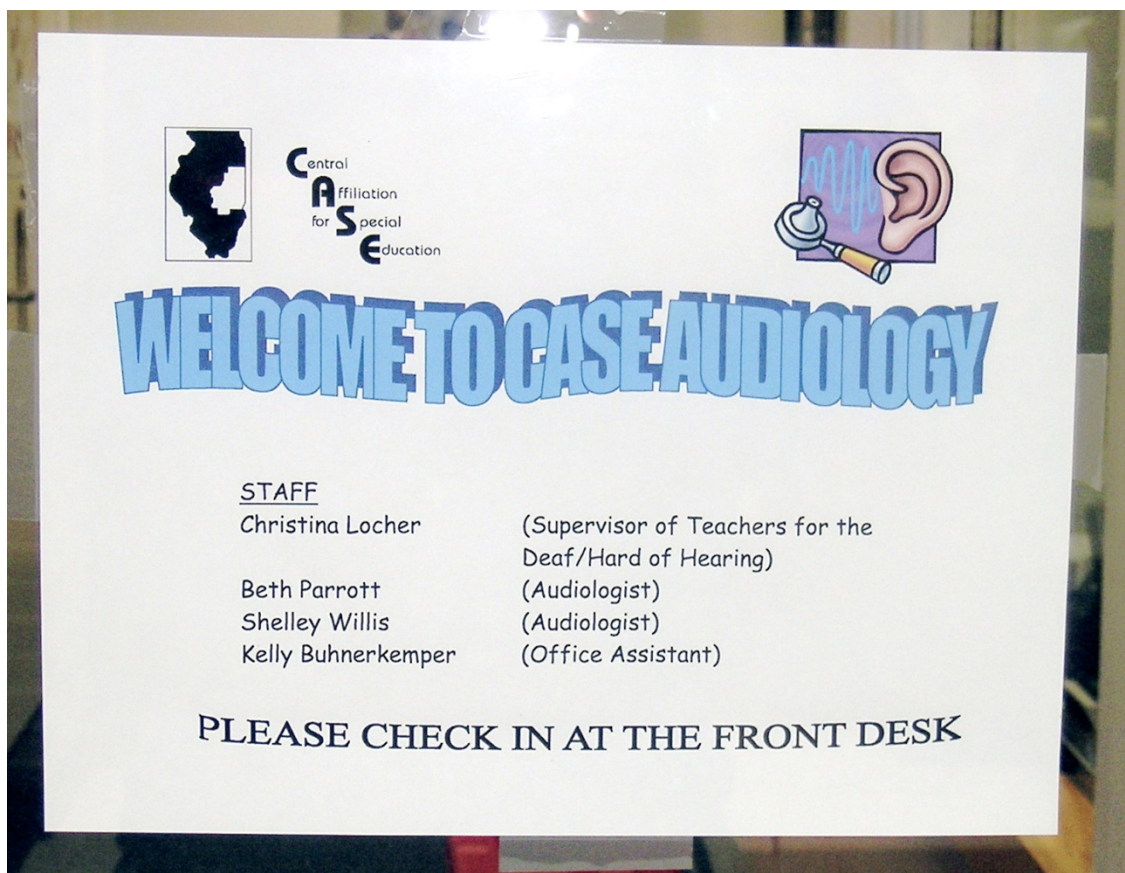 Central
Affiliation
for Special
Education
WELCOME TO CASE AUDIOLOGY
STAFF
Christina Locher (Supervisor of Teachers for the
Deaf/Hard of Hearing)
Beth Parrott (Audiologist)
Shelley Willis (Audiologist)
Kelly Buhnerkemper (Office Assistant)
PLEASE CHECK IN AT THE FRONT DESK